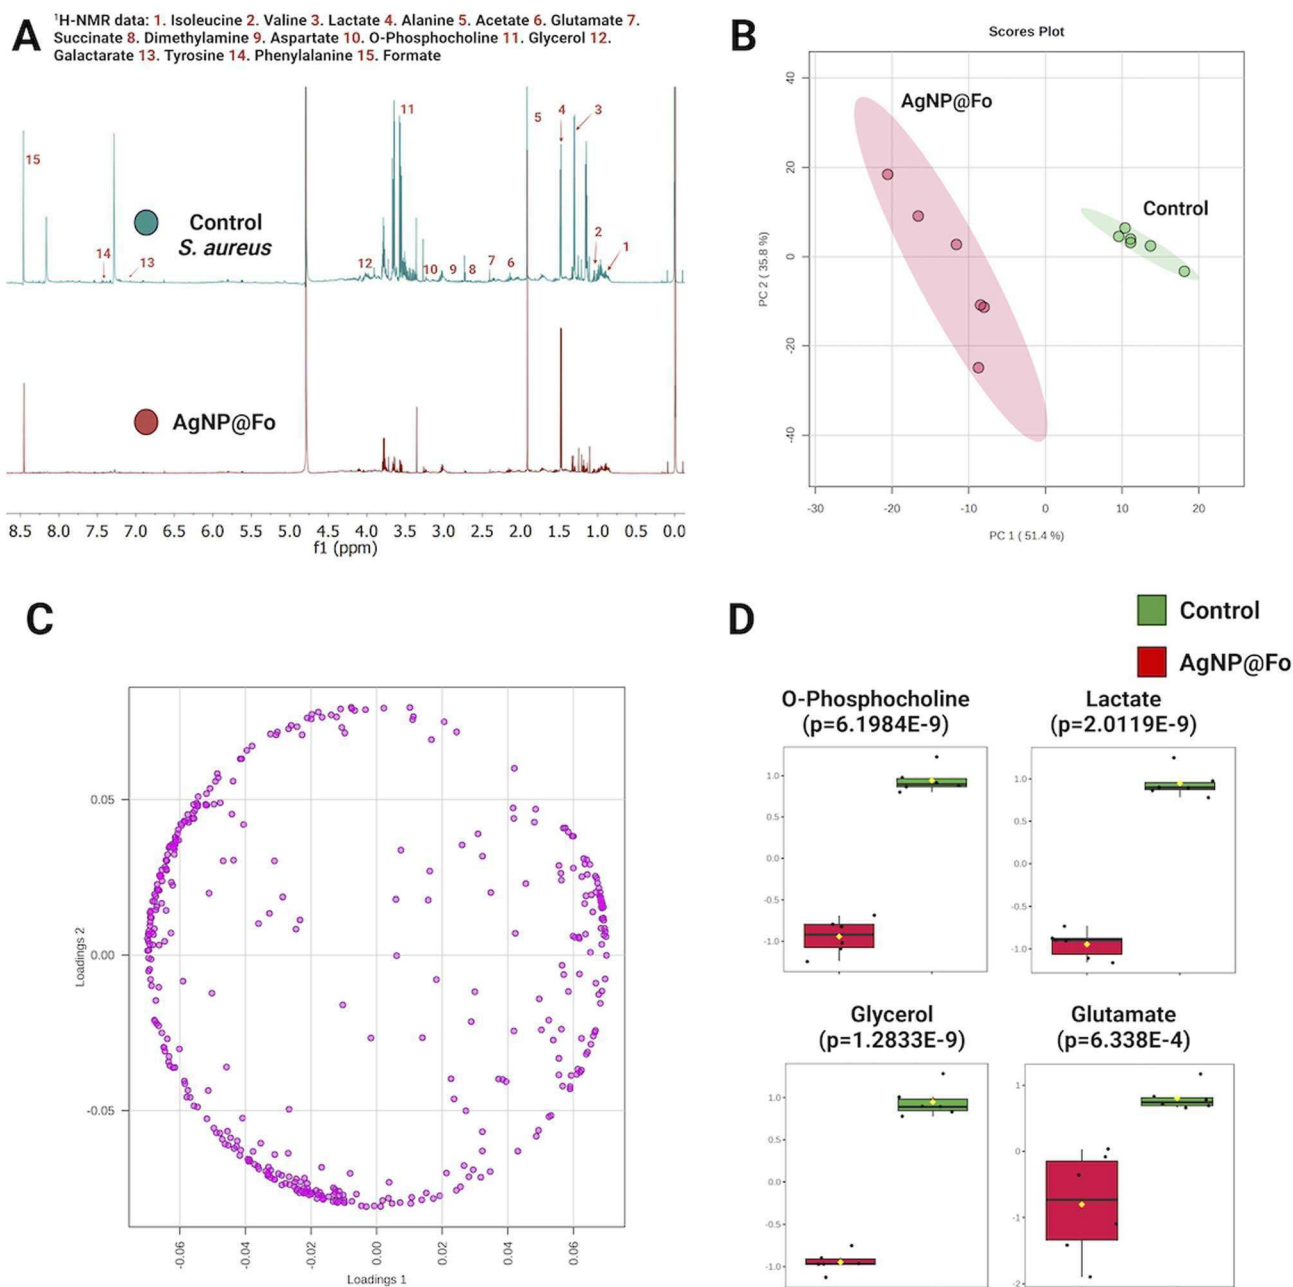 A
¹H-NMR data: 1. Isoleucine 2. Valine 3. Lactate 4. Alanine 5. Acetate 6. Glutamate 7.
Succinate 8. Dimethylamine 9. Aspartate 10. O-Phosphocholine 11. Glycerol 12.
Galactarate 13. Tyrosine 14. Phenylalanine 15. Formate
15
14
13
12
11
10
9
8
7
6
5
4
3
2
1
Control
S. aureus
AgNP@Fo
8.5 8.0 7.5 7.0 6.5 6.0 5.5 5.0 4.5 4.0 3.5 3.0 2.5 2.0 1.5 1.0 0.5 0.0
f1 (ppm)
B
Scores Plot
AgNP@Fo
Control
PC 2 ( 35.8 %)
40
20
0
-20
-40
-30 -20 -10 0 10 20
PC 1 ( 51.4 %)
C
Loadings 2
0.05
0.00
-0.05
-0.06 -0.04 -0.02 0.00 0.02 0.04 0.06
Loadings 1
D
Control
AgNP@Fo
O-Phosphocholine
(p=6.1984E-9)
1.0
0.5
0.0
-0.5
-1.0
Lactate
(p=2.0119E-9)
1.0
0.5
0.0
-0.5
-1.0
Glycerol
(p=1.2833E-9)
1.0
0.5
0.0
-0.5
-1.0
Glutamate
(p=6.338E-4)
1
0
-1
-2